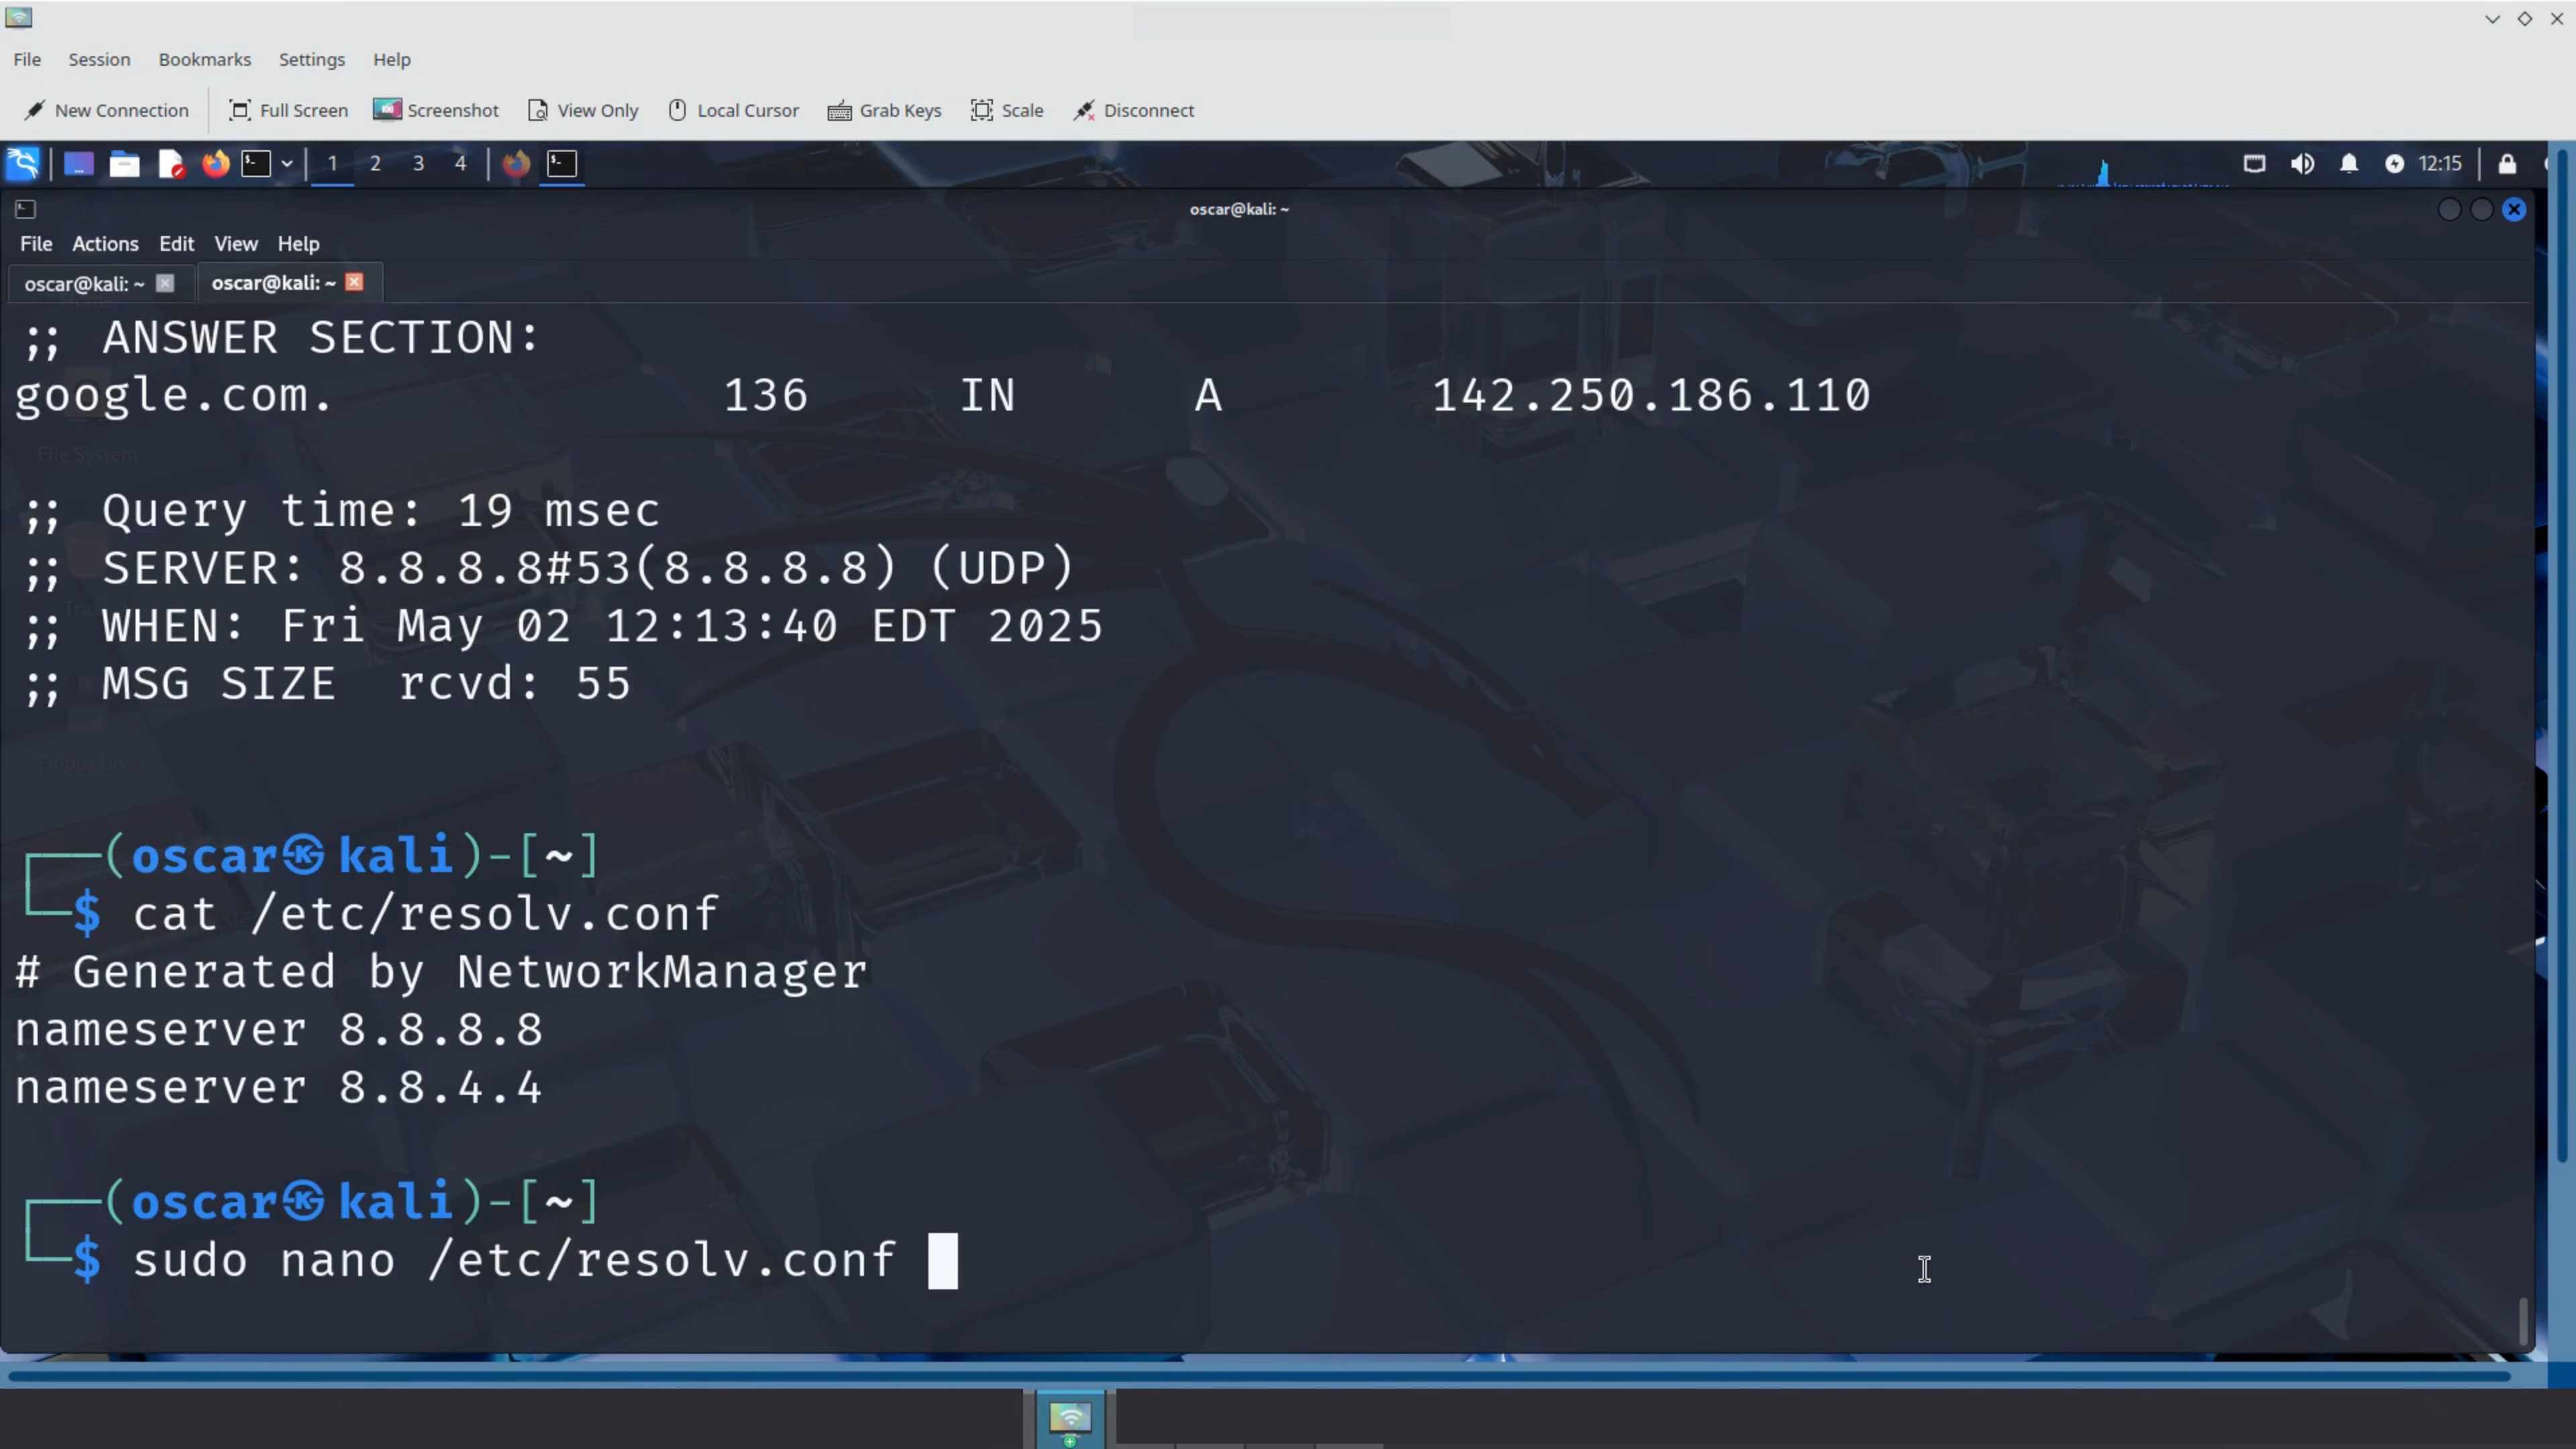 File Session Bookmarks Settings Help
New Connection Full Screen Screenshot View Only Local Cursor Grab Keys Scale Disconnect
1 2 3 4 12:15
oscar@kali: ~
File Actions Edit View Help
oscar@kali: ~ oscar@kali: ~
;; ANSWER SECTION:
google.com. 136 IN A 142.250.186.110
File System
;; Query time: 19 msec
;; SERVER: 8.8.8.8#53(8.8.8.8) (UDP)
;; WHEN: Fri May 02 12:13:40 EDT 2025
;; MSG SIZE rcvd: 55
Floppy Disk
┌──(oscar㉿kali)-[~]
└─$ cat /etc/resolv.conf
# Generated by NetworkManager
nameserver 8.8.8.8
nameserver 8.8.4.4
┌──(oscar㉿kali)-[~]
└─$ sudo nano /etc/resolv.conf